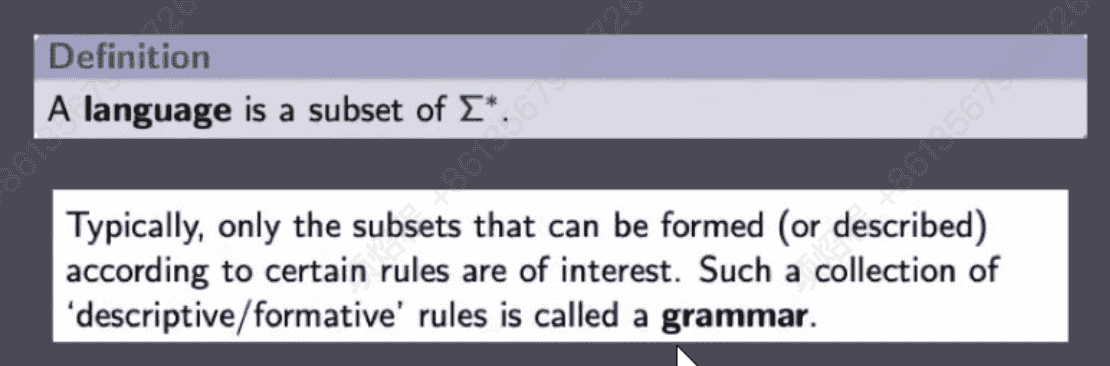 Definition
A language is a subset of Σ*.
Typically, only the subsets that can be formed (or described)
according to certain rules are of interest. Such a collection of
‘descriptive/formative’ rules is called a grammar.